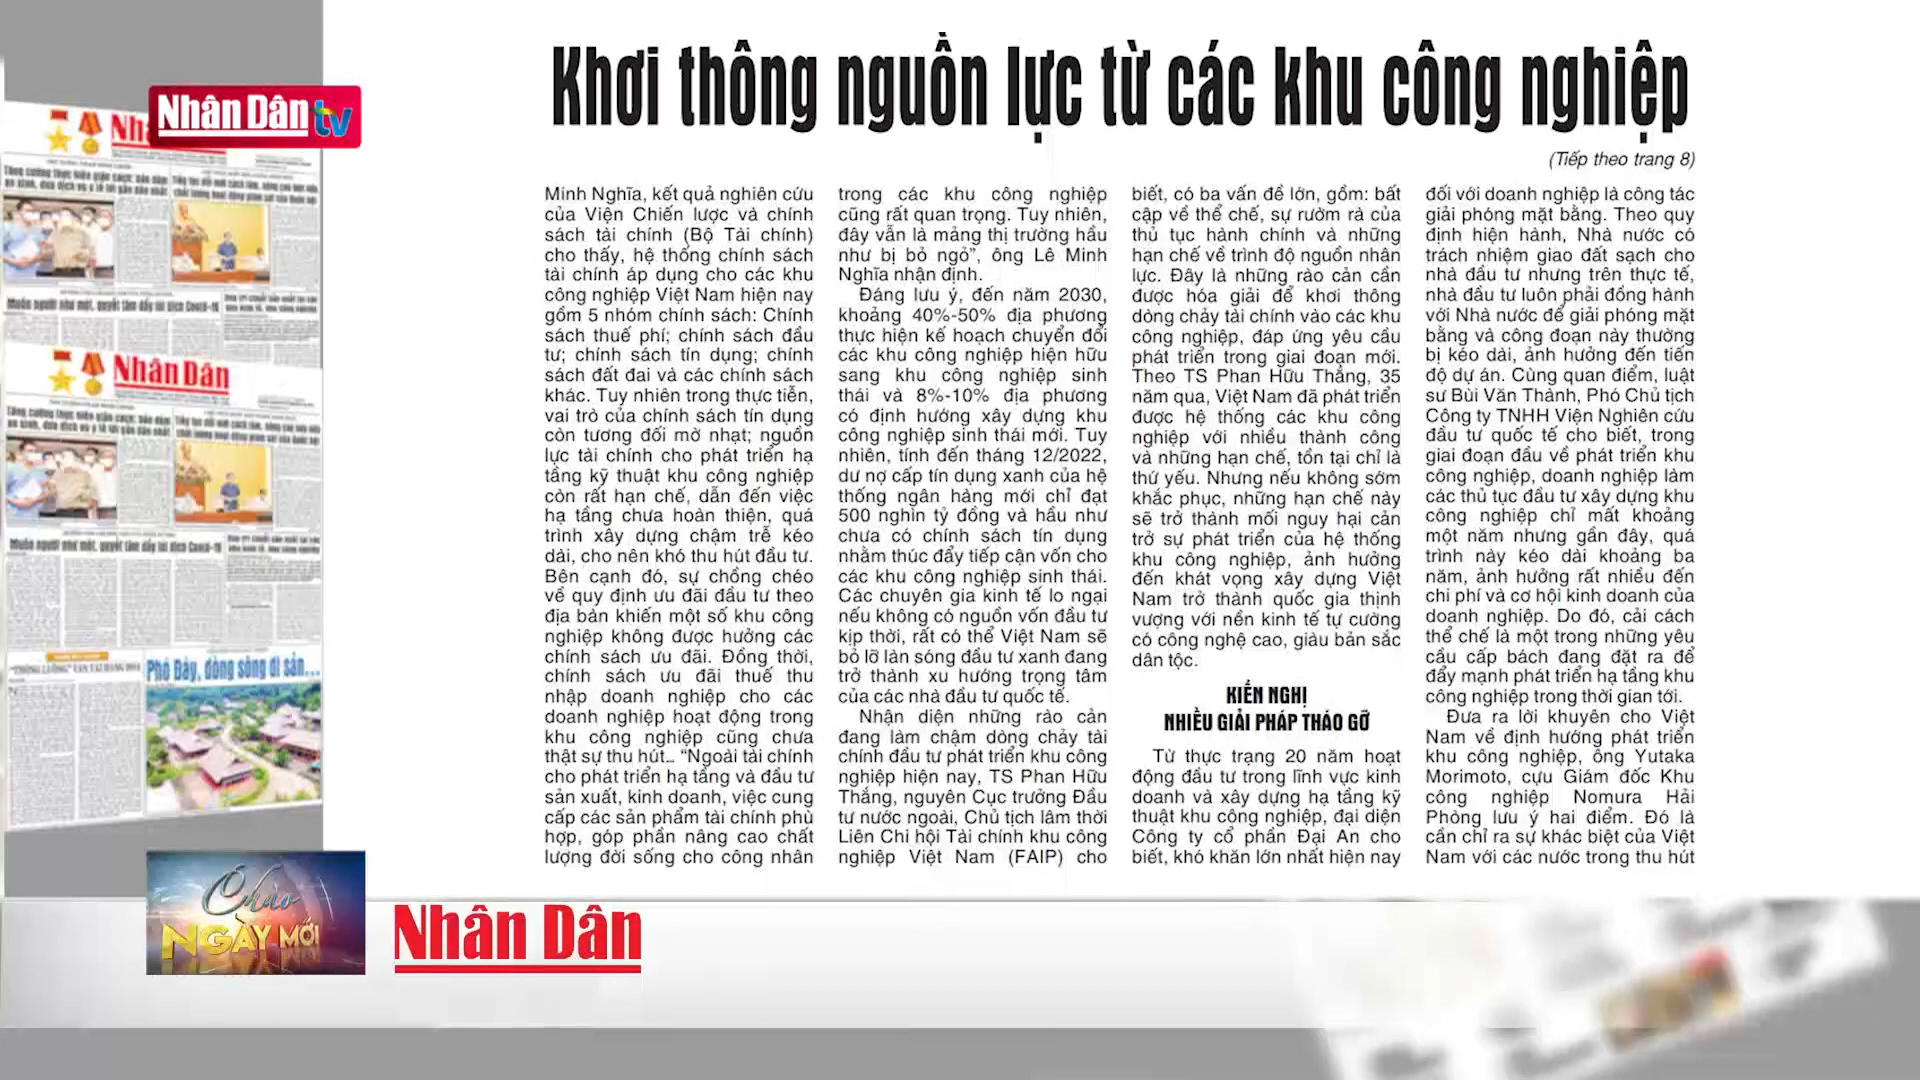 Khơi thông nguồn lực từ các khu công nghiệp
(Tiếp theo trang 8)
Minh Nghĩa, kết quả nghiên cứu
của Viện Chiến lược và chính
sách tài chính (Bộ Tài chính)
cho thấy, hệ thống chính sách
tài chính áp dụng cho các khu
công nghiệp Việt Nam hiện nay
gồm 5 nhóm chính sách: Chính
sách thuế phí; chính sách đầu
tư; chính sách tín dụng; chính
sách đất đai và các chính sách
khác. Tuy nhiên trong thực tiễn,
vai trò của chính sách tín dụng
còn tương đối mờ nhạt; nguồn
lực tài chính cho phát triển hạ
tầng kỹ thuật khu công nghiệp
còn rất hạn chế, dẫn đến việc
hạ tầng chưa hoàn thiện, quá
trình xây dựng chậm trễ kéo
dài, cho nên khó thu hút đầu tư.
Bên cạnh đó, sự chồng chéo
về quy định ưu đãi đầu tư theo
địa bàn khiến một số khu công
nghiệp không được hưởng các
chính sách ưu đãi. Đồng thời,
chính sách ưu đãi thuế thu
nhập doanh nghiệp cho các
doanh nghiệp hoạt động trong
khu công nghiệp cũng chưa
thật sự thu hút… “Ngoài tài chính
cho phát triển hạ tầng và đầu tư
sản xuất, kinh doanh, việc cung
cấp các sản phẩm tài chính phù
hợp, góp phần nâng cao chất
lượng đời sống cho công nhân
trong các khu công nghiệp
cũng rất quan trọng. Tuy nhiên,
đây vẫn là mảng thị trường hầu
như bị bỏ ngỏ”, ông Lê Minh
Nghĩa nhận định.
Đáng lưu ý, đến năm 2030,
khoảng 40%-50% địa phương
thực hiện kế hoạch chuyển đổi
các khu công nghiệp hiện hữu
sang khu công nghiệp sinh
thái và 8%-10% địa phương
có định hướng xây dựng khu
công nghiệp sinh thái mới. Tuy
nhiên, tính đến tháng 12/2022,
dư nợ cấp tín dụng xanh của hệ
thống ngân hàng mới chỉ đạt
500 nghìn tỷ đồng và hầu như
chưa có chính sách tín dụng
nhằm thúc đẩy tiếp cận vốn cho
các khu công nghiệp sinh thái.
Các chuyên gia kinh tế lo ngại
nếu không có nguồn vốn đầu tư
kịp thời, rất có thể Việt Nam sẽ
bỏ lỡ làn sóng đầu tư xanh đang
trở thành xu hướng trọng tâm
của các nhà đầu tư quốc tế.
Nhận diện những rào cản
đang làm chậm dòng chảy tài
chính đầu tư phát triển khu công
nghiệp hiện nay, TS Phan Hữu
Thắng, nguyên Cục trưởng Đầu
tư nước ngoài, Chủ tịch lâm thời
Liên Chi hội Tài chính khu công
nghiệp Việt Nam (FAIP) cho
biết, có ba vấn đề lớn, gồm: bất
cập về thể chế, sự rườm rà của
thủ tục hành chính và những
hạn chế về trình độ nguồn nhân
lực. Đây là những rào cản cần
được hóa giải để khơi thông
dòng chảy tài chính vào các khu
công nghiệp, đáp ứng yêu cầu
phát triển trong giai đoạn mới.
Theo TS Phan Hữu Thắng, 35
năm qua, Việt Nam đã phát triển
được hệ thống các khu công
nghiệp với nhiều thành công
và những hạn chế, tồn tại chỉ là
thứ yếu. Nhưng nếu không sớm
khắc phục, những hạn chế này
sẽ trở thành mối nguy hại cản
trở sự phát triển của hệ thống
khu công nghiệp, ảnh hưởng
đến khát vọng xây dựng Việt
Nam trở thành quốc gia thịnh
vượng với nền kinh tế tự cường
có công nghệ cao, giàu bản sắc
dân tộc.
KIẾN NGHỊ
NHIỀU GIẢI PHÁP THÁO GỠ
Từ thực trạng 20 năm hoạt
động đầu tư trong lĩnh vực kinh
doanh và xây dựng hạ tầng kỹ
thuật khu công nghiệp, đại diện
Công ty cổ phần Đại An cho
biết, khó khăn lớn nhất hiện nay
đối với doanh nghiệp là công tác
giải phóng mặt bằng. Theo quy
định hiện hành, Nhà nước có
trách nhiệm giao đất sạch cho
nhà đầu tư nhưng trên thực tế,
nhà đầu tư luôn phải đồng hành
với Nhà nước để giải phóng mặt
bằng và công đoạn này thường
bị kéo dài, ảnh hưởng đến tiến
độ dự án. Cùng quan điểm, luật
sư Bùi Văn Thành, Phó Chủ tịch
Công ty TNHH Viện Nghiên cứu
đầu tư quốc tế cho biết, trong
giai đoạn đầu về phát triển khu
công nghiệp, doanh nghiệp làm
các thủ tục đầu tư xây dựng khu
công nghiệp chỉ mất khoảng
một năm nhưng gần đây, quá
trình này kéo dài khoảng ba
năm, ảnh hưởng rất nhiều đến
chi phí và cơ hội kinh doanh của
doanh nghiệp. Do đó, cải cách
thể chế là một trong những yêu
cầu cấp bách đang đặt ra để
đẩy mạnh phát triển hạ tầng khu
công nghiệp trong thời gian tới.
Đưa ra lời khuyên cho Việt
Nam về định hướng phát triển
khu công nghiệp, ông Yutaka
Morimoto, cựu Giám đốc Khu
công nghiệp Nomura Hải
Phòng lưu ý hai điểm. Đó là
cần chỉ ra sự khác biệt của Việt
Nam với các nước trong thu hút
Nhân Dân tv
Nhân Dân
Muôn người như một, quyết tâm đẩy lùi dịch Covid-19
Muôn người như một, quyết tâm đẩy lùi dịch Covid-19
Phó Đáy, dòng sông di sản...
Chào
NGÀY MỚI
Nhân Dân